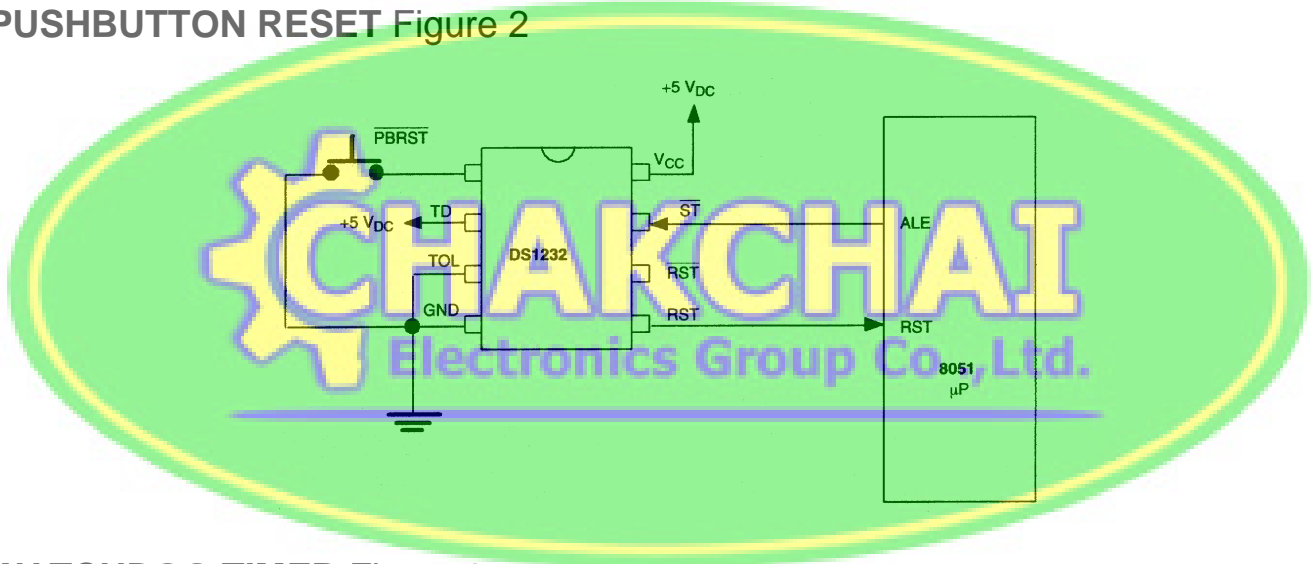 PUSHBUTTON RESET Figure 2
+5 VDC
PBRST
VCC
ST
TD
+5 VDC
ALE
DS1232
TOL
RST
GND
RST
RST
CHAKCHAI
Electronics Group Co.,Ltd.
8051
µP